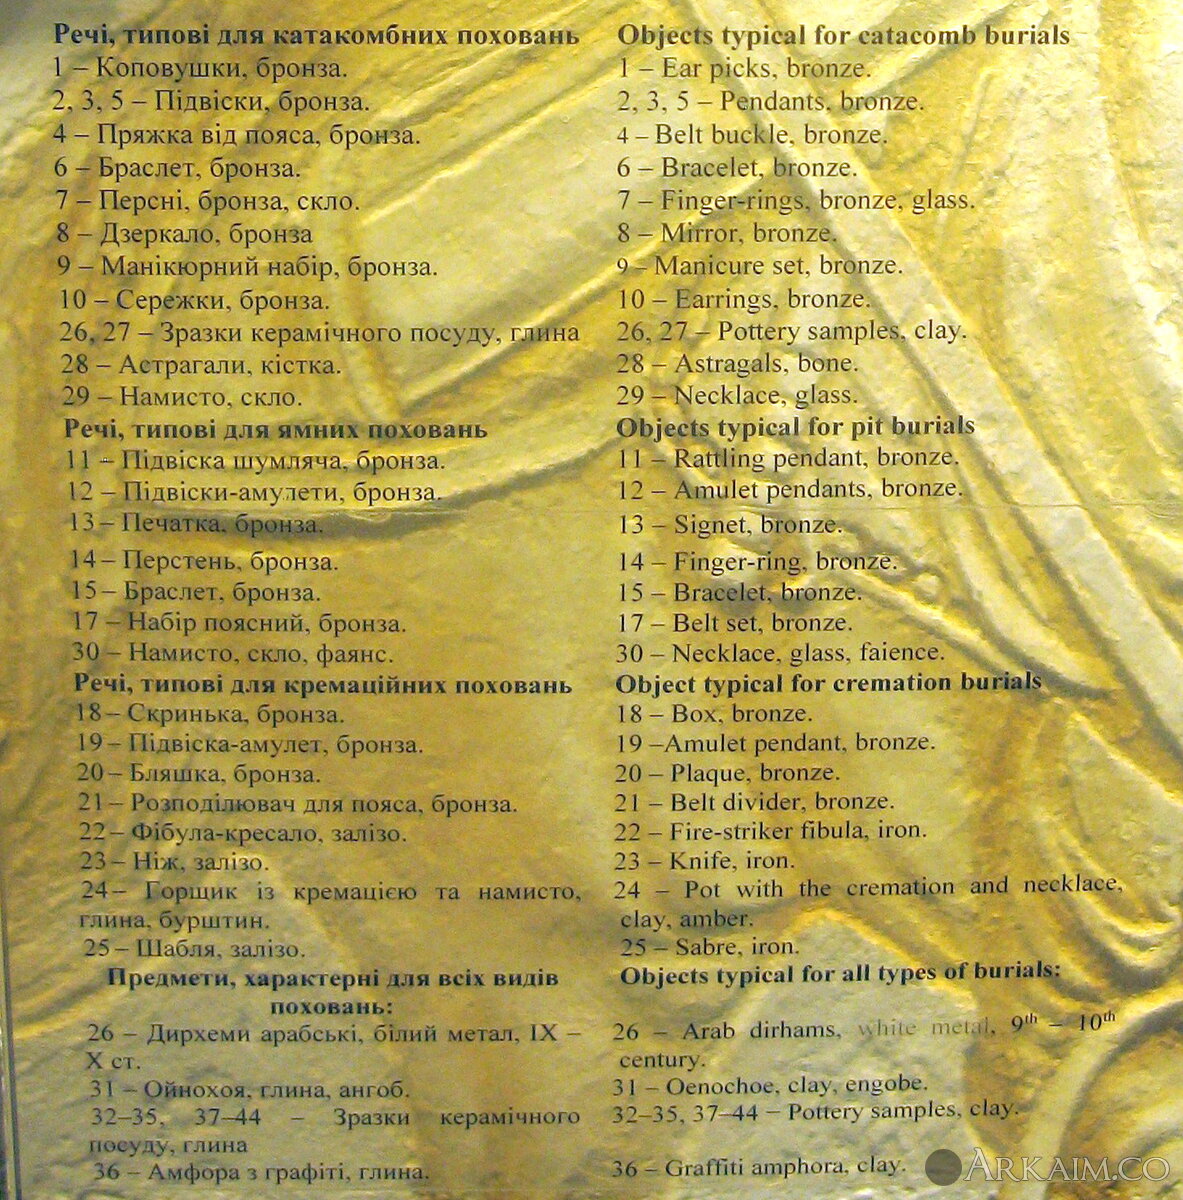 Речі, типові для катакомбних поховань
1 – Коповушки, бронза.
2, 3, 5 – Підвіски, бронза.
4 – Пряжка від пояса, бронза.
6 – Браслет, бронза.
7 – Персні, бронза, скло.
8 – Дзеркало, бронза
9 – Манікюрний набір, бронза.
10 – Сережки, бронза.
26, 27 – Зразки керамічного посуду, глина
28 – Астрагали, кістка.
29 – Намисто, скло.
Речі, типові для ямних поховань
11 – Підвіска шумляча, бронза.
12 – Підвіски-амулети, бронза.
13 – Печатка, бронза.
14 – Перстень, бронза.
15 – Браслет, бронза.
17 – Набір поясний, бронза.
30 – Намисто, скло, фаянс.
Речі, типові для кремаційних поховань
18 – Скринька, бронза.
19 – Підвіска-амулет, бронза.
20 – Бляшка, бронза.
21 – Розподілювач для пояса, бронза.
22 – Фібула-кресало, залізо.
23 – Ніж, залізо.
24 – Горщик із кремацією та намисто,
глина, бурштин.
25 – Шабля, залізо.
Предмети, характерні для всіх видів
поховань:
26 – Дирхеми арабські, білий метал, IX –
X ст.
31 – Ойнохоя, глина, ангоб.
32–35, 37–44 – Зразки керамічного
посуду, глина
36 – Амфора з графіті, глина.
Objects typical for catacomb burials
1 – Ear picks, bronze.
2, 3, 5 – Pendants, bronze.
4 – Belt buckle, bronze.
6 – Bracelet, bronze.
7 – Finger-rings, bronze, glass.
8 – Mirror, bronze.
9 – Manicure set, bronze.
10 – Earrings, bronze.
26, 27 – Pottery samples, clay.
28 – Astragals, bone.
29 – Necklace, glass.
Objects typical for pit burials
11 – Rattling pendant, bronze.
12 – Amulet pendants, bronze.
13 – Signet, bronze.
14 – Finger-ring, bronze.
15 – Bracelet, bronze.
17 – Belt set, bronze.
30 – Necklace, glass, faience.
Object typical for cremation burials
18 – Box, bronze.
19 –Amulet pendant, bronze.
20 – Plaque, bronze.
21 – Belt divider, bronze.
22 – Fire-striker fibula, iron.
23 – Knife, iron.
24 – Pot with the cremation and necklace,
clay, amber.
25 – Sabre, iron.
Objects typical for all types of burials:
26 – Arab dirhams, white metal, 9th – 10th
century.
31 – Oenochoe, clay, engobe.
32–35, 37–44 – Pottery samples, clay.
36 – Graffiti amphora, clay.
ARKAIM.CO